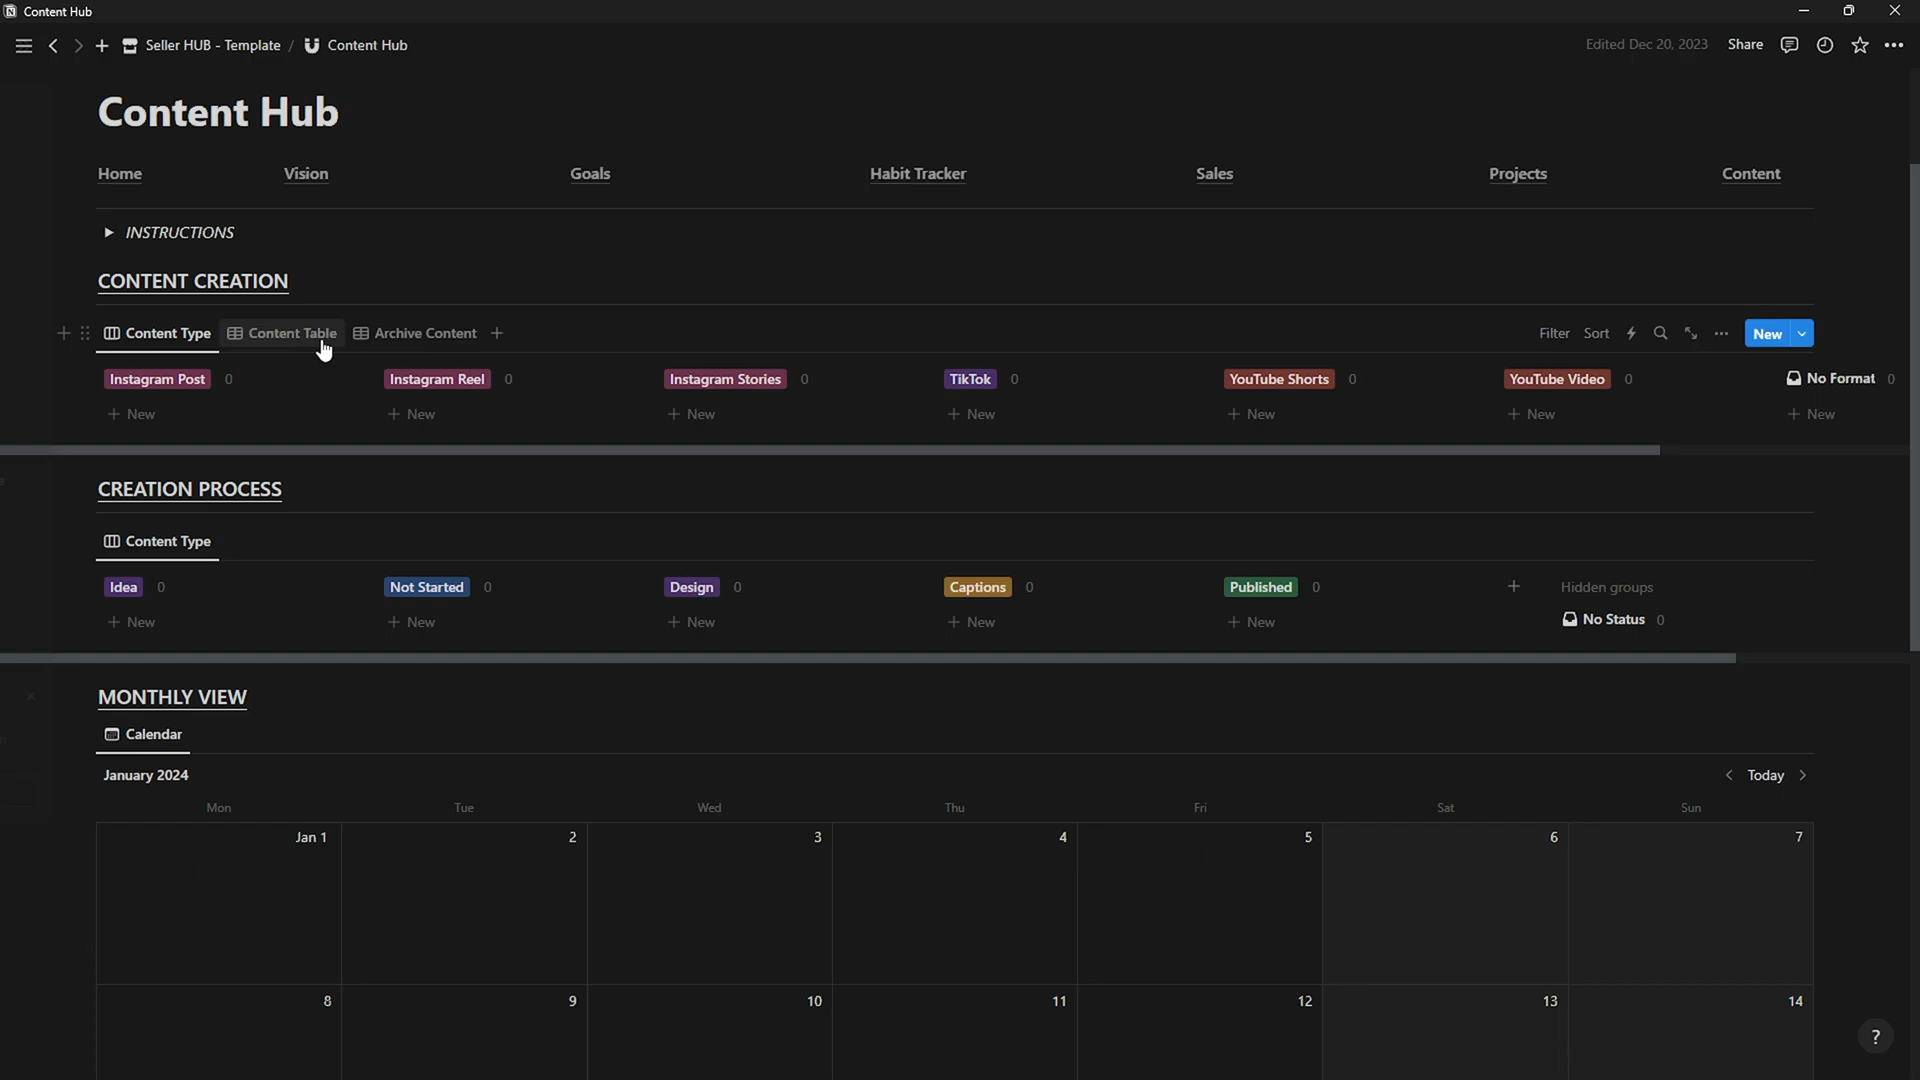 Content Hub
Seller HUB - Template / Content Hub
Edited Dec 20, 2023 Share
Content Hub
Home Vision Goals Habit Tracker Sales Projects Content
INSTRUCTIONS
CONTENT CREATION
Content Type Content Table Archive Content Filter Sort New
Instagram Post 0 Instagram Reel 0 Instagram Stories 0 TikTok 0 YouTube Shorts 0 YouTube Video 0 No Format 0
+ New + New + New + New + New + New + New
CREATION PROCESS
Content Type
Idea 0 Not Started 0 Design 0 Captions 0 Published 0 + Hidden groups
+ New + New + New + New + New No Status 0
MONTHLY VIEW
Calendar
January 2024 < Today >
Mon Tue Wed Thu Fri Sat Sun
Jan 1 2 3 4 5 6 7
8 9 10 11 12 13 14
?